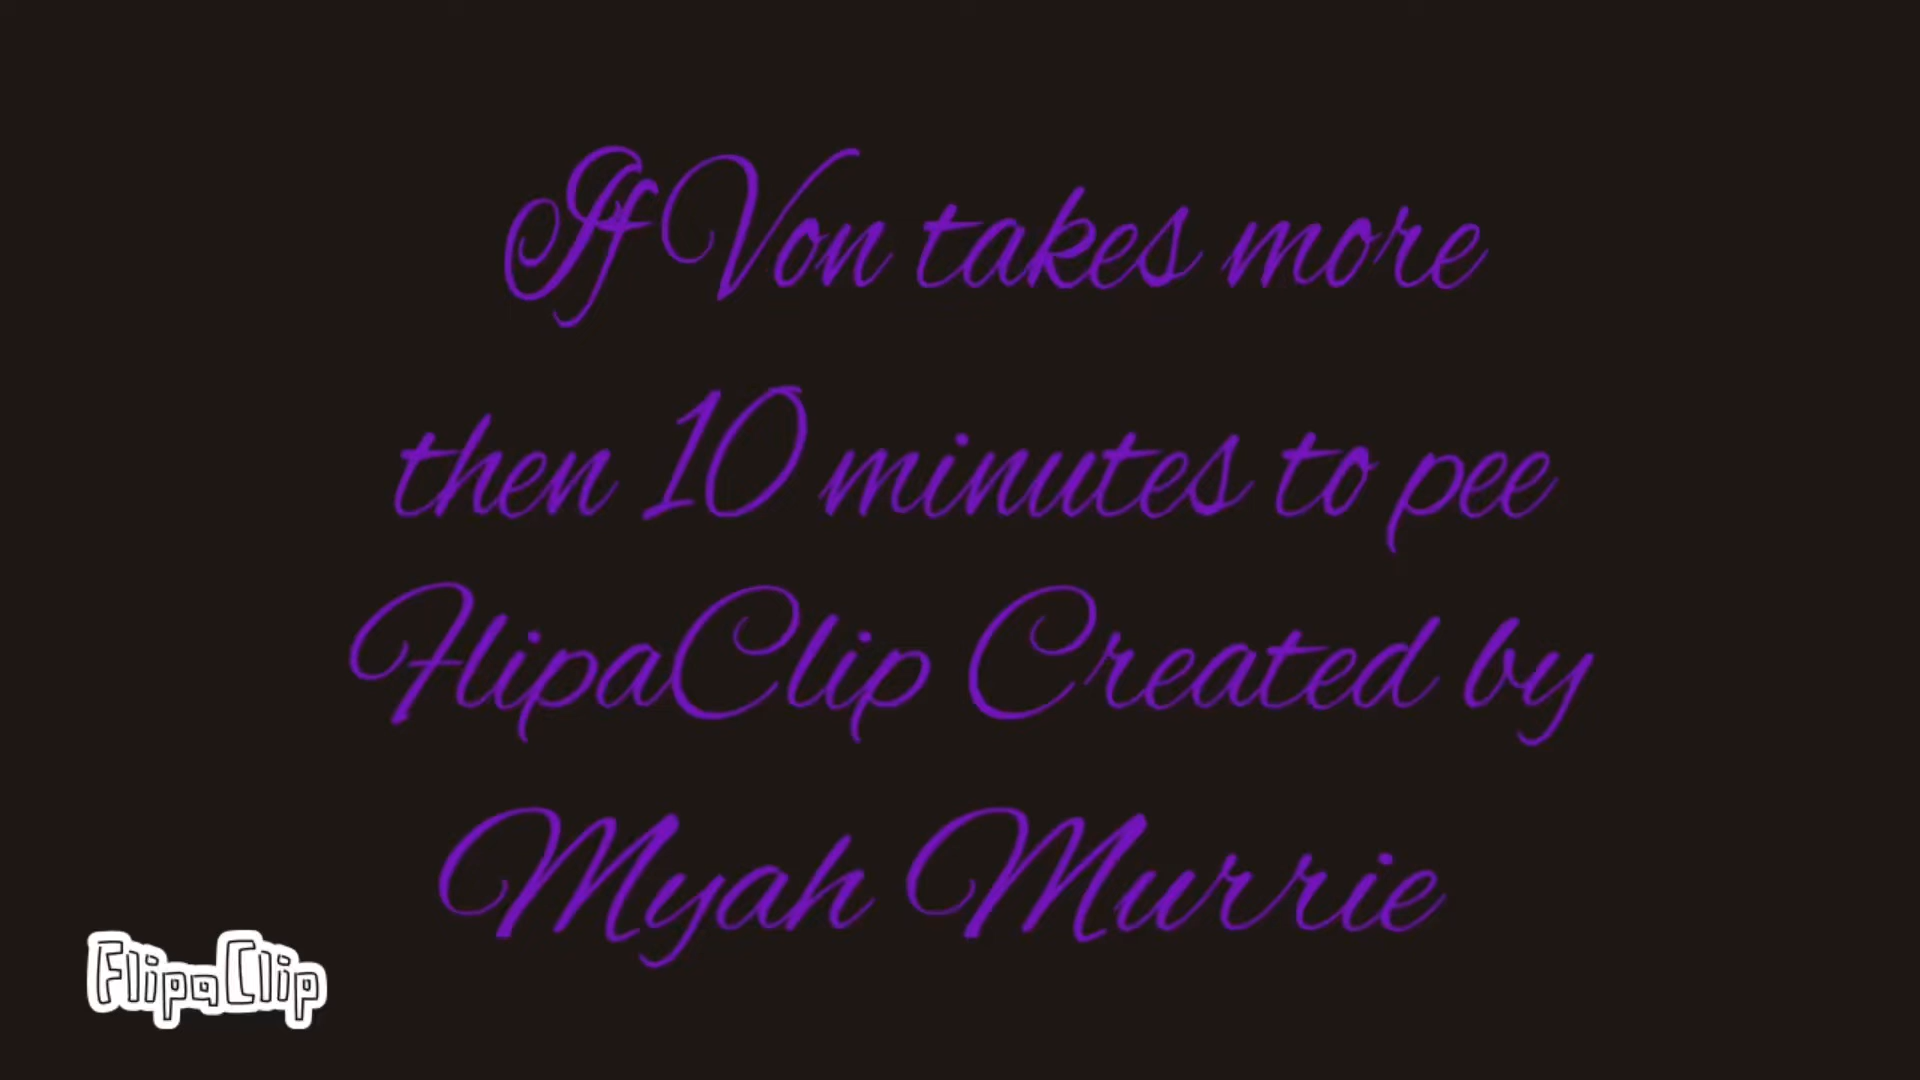 If Von takes more
then 10 minutes to pee
FlipaClip Created by
Myah Murrie
FlipaClip